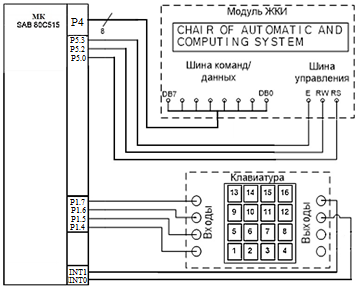 МК
SAB 80C515
P4
8
P5.3
P5.2
P5.0
Модуль ЖКИ
CHAIR OF AUTOMATIC AND
COMPUTING SYSTEM
Шина команд/
данных
Шина
управления
DB7
DB0
E
RW
RS
P1.7
P1.6
P1.5
P1.4
INT1
INT0
Клавиатура
Входы
13 14 15 16
9 10 11 12
5 6 7 8
1 2 3 4
Выходы